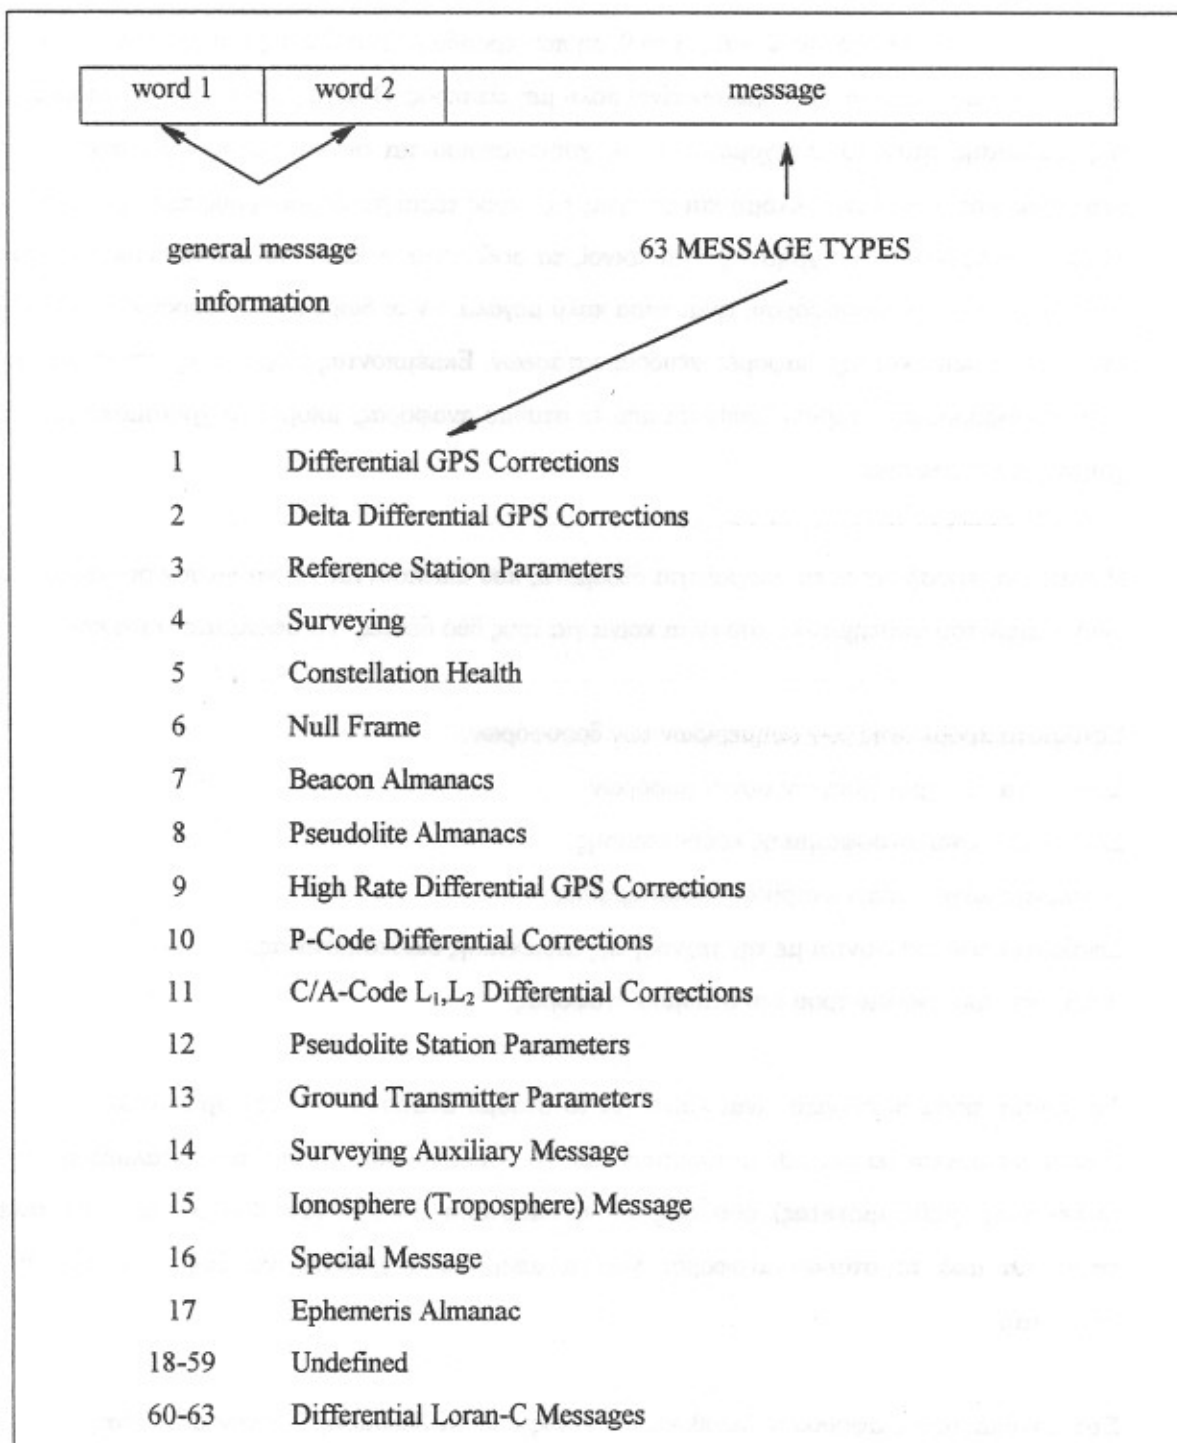 word 1 word 2 message
general message 63 MESSAGE TYPES
information
1 Differential GPS Corrections
2 Delta Differential GPS Corrections
3 Reference Station Parameters
4 Surveying
5 Constellation Health
6 Null Frame
7 Beacon Almanacs
8 Pseudolite Almanacs
9 High Rate Differential GPS Corrections
10 P-Code Differential Corrections
11 C/A-Code L₁,L₂ Differential Corrections
12 Pseudolite Station Parameters
13 Ground Transmitter Parameters
14 Surveying Auxiliary Message
15 Ionosphere (Troposphere) Message
16 Special Message
17 Ephemeris Almanac
18-59 Undefined
60-63 Differential Loran-C Messages